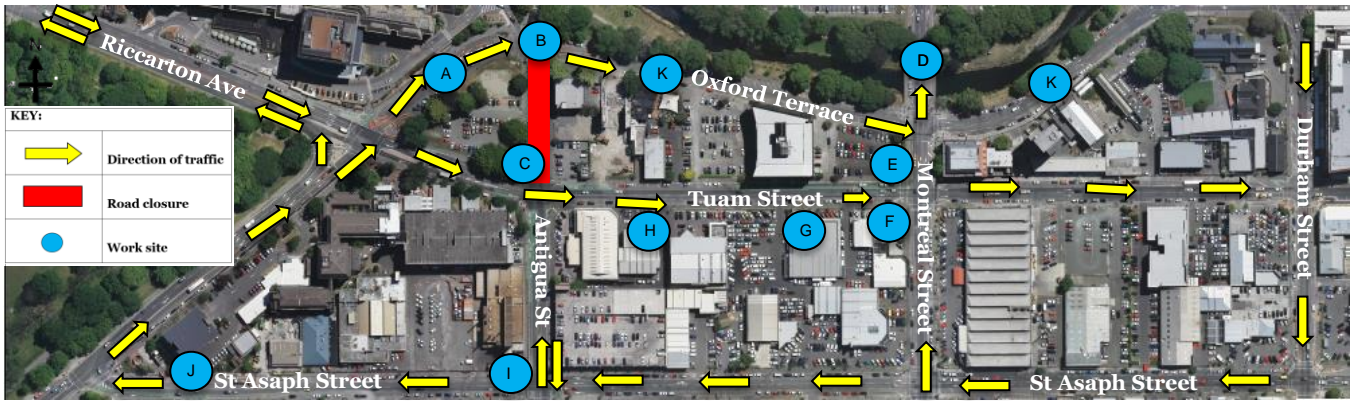 Riccarton Ave
KEY:
Direction of traffic
Road closure
Work site
A
B
C
K
Oxford Terrace
D
K
E
F
Tuam Street
H
G
Antigua St
Montreal Street
Durham Street
J
St Asaph Street
I
St Asaph Street